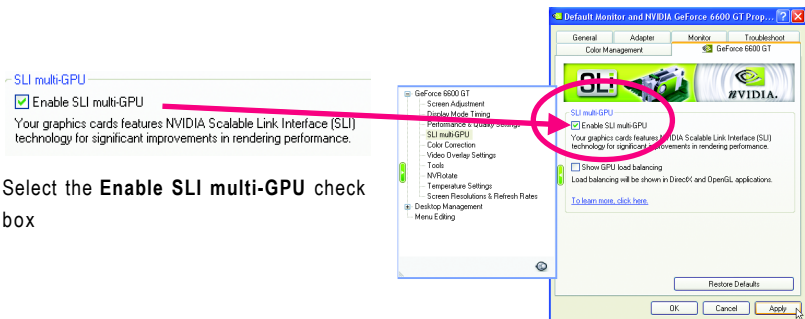 SLI multi-GPU
Enable SLI multi-GPU
Your graphics cards features NVIDIA Scalable Link Interface (SLI)
technology for significant improvements in rendering performance.
Select the Enable SLI multi-GPU check
box
GeForce 6600 GT
Screen Adjustment
Display Mode Timing
Performance & Quality Settings
SLI multi-GPU
Color Correction
Video Overlay Settings
Tools
NVRotate
Temperature Settings
Screen Resolutions & Refresh Rates
Desktop Management
Menu Editing
Default Monitor and NVIDIA GeForce 6600 GT Prop...
General Adapter Monitor Troubleshoot
Color Management GeForce 6600 GT
SLI
NVIDIA.
SLI multi-GPU
Enable SLI multi-GPU
Your graphics cards features NVIDIA Scalable Link Interface (SLI)
technology for significant improvements in rendering performance.
Show GPU load balancing
Load balancing will be shown in DirectX and OpenGL applications.
To learn more, click here.
Restore Defaults
OK Cancel Apply